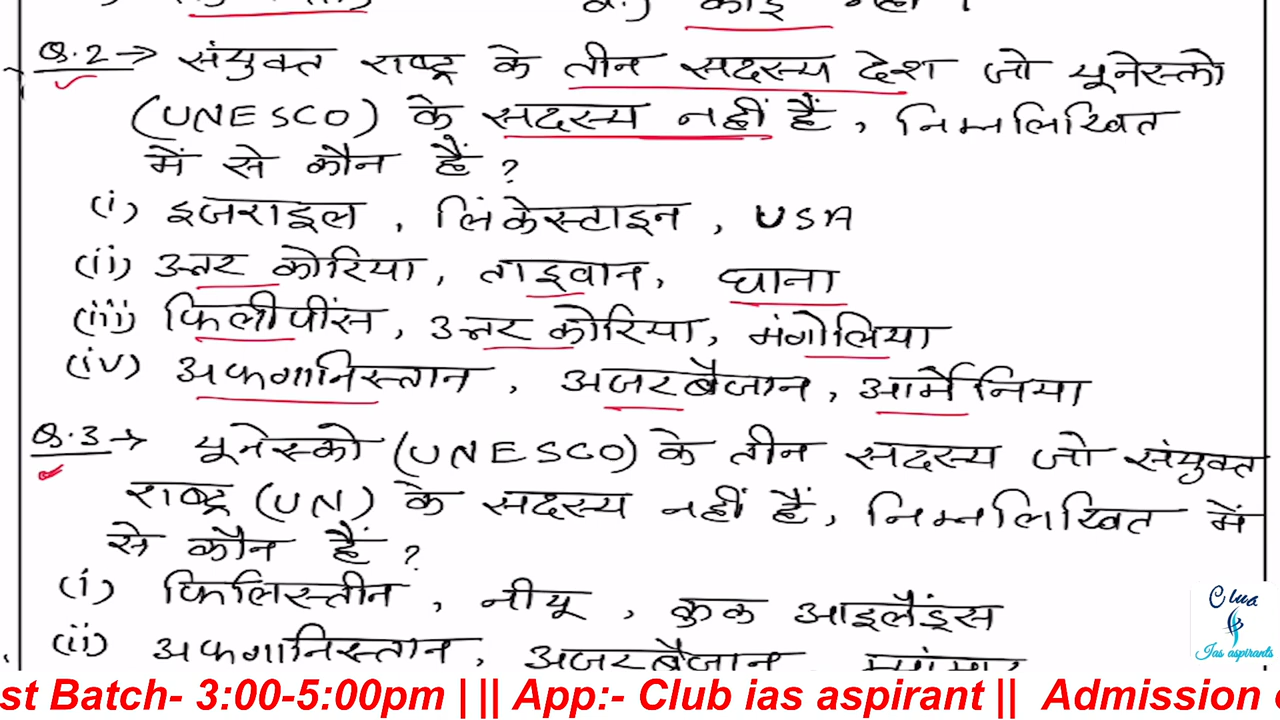 d.) कोई नहीं ।
Q.2→ संयुक्त राष्ट्र के तीन सदस्य देश जो यूनेस्को
(UNESCO) के सदस्य नहीं हैं, निम्नलिखित
में से कौन हैं ?
(i) इजराइल, लिंकेस्टाइन, USA
(ii) उत्तर कोरिया, ताइवान, घाना
(iii) फिलीपींस, उत्तर कोरिया, मंगोलिया
(iv) अफगानिस्तान, अजरबैजान, आर्मेनिया
Q.3→ यूनेस्को (UNESCO) के तीन सदस्य जो संयुक्त
राष्ट्र (UN) के सदस्य नहीं हैं, निम्नलिखित में
से कौन हैं ?
(i) फिलिस्तीन, नीयू, कुक आइलैंड्स
(ii) अफगानिस्तान, अजरबैजान
Clua
Ias aspirants
st Batch- 3:00-5:00pm | || App:- Club ias aspirant || Admission